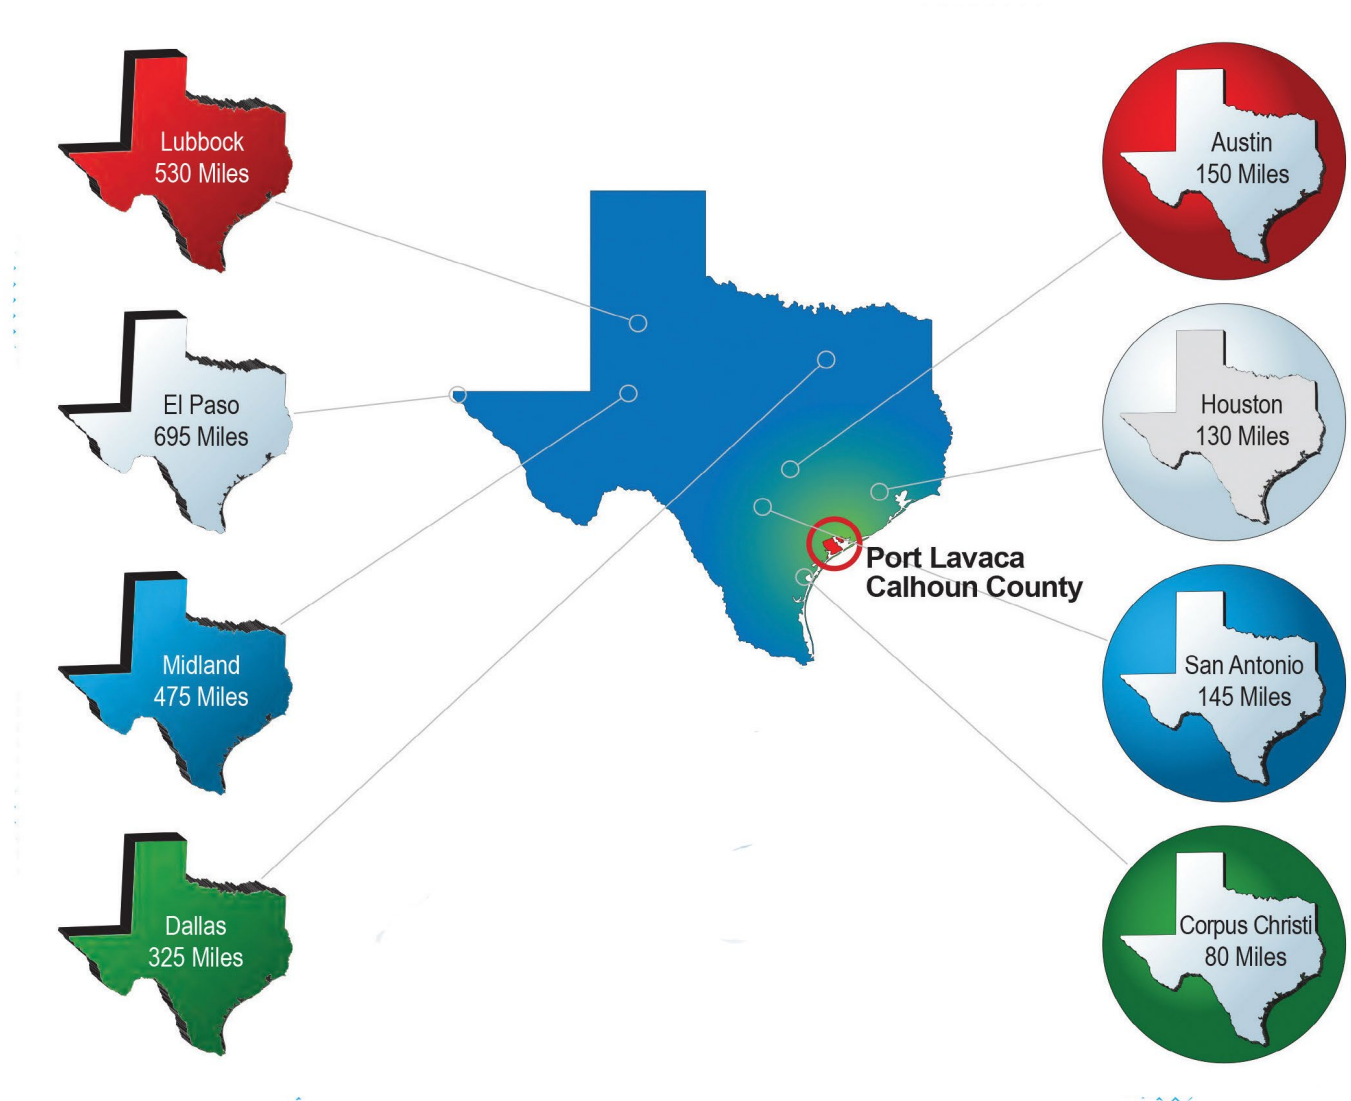 Lubbock
530 Miles
El Paso
695 Miles
Midland
475 Miles
Dallas
325 Miles
Port Lavaca
Calhoun County
Austin
150 Miles
Houston
130 Miles
San Antonio
145 Miles
Corpus Christi
80 Miles